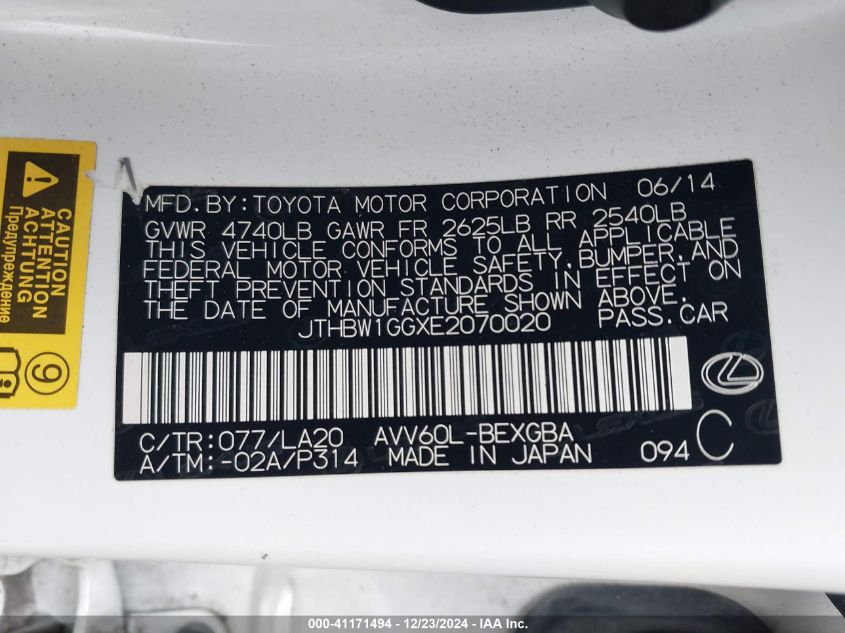 CAUTION
ATTENTION
ACHTUNG
Предупреждение
9
MFD. BY: TOYOTA MOTOR CORPORATION 06/14
GVWR 4740LB GAWR FR 2625LB RR 2540LB
THIS VEHICLE CONFORMS TO ALL APPLICABLE
FEDERAL MOTOR VEHICLE SAFETY, BUMPER, AND
THEFT PREVENTION STANDARDS IN EFFECT ON
THE DATE OF MANUFACTURE SHOWN ABOVE.
JTHBW1GGXE2070020 PASS. CAR
C/TR: 077/LA20 AVV60L-BEXGBA
A/TM: -02A/P314 MADE IN JAPAN 094 C
000-41171494 | 12/23/2024 - IAA, Inc.